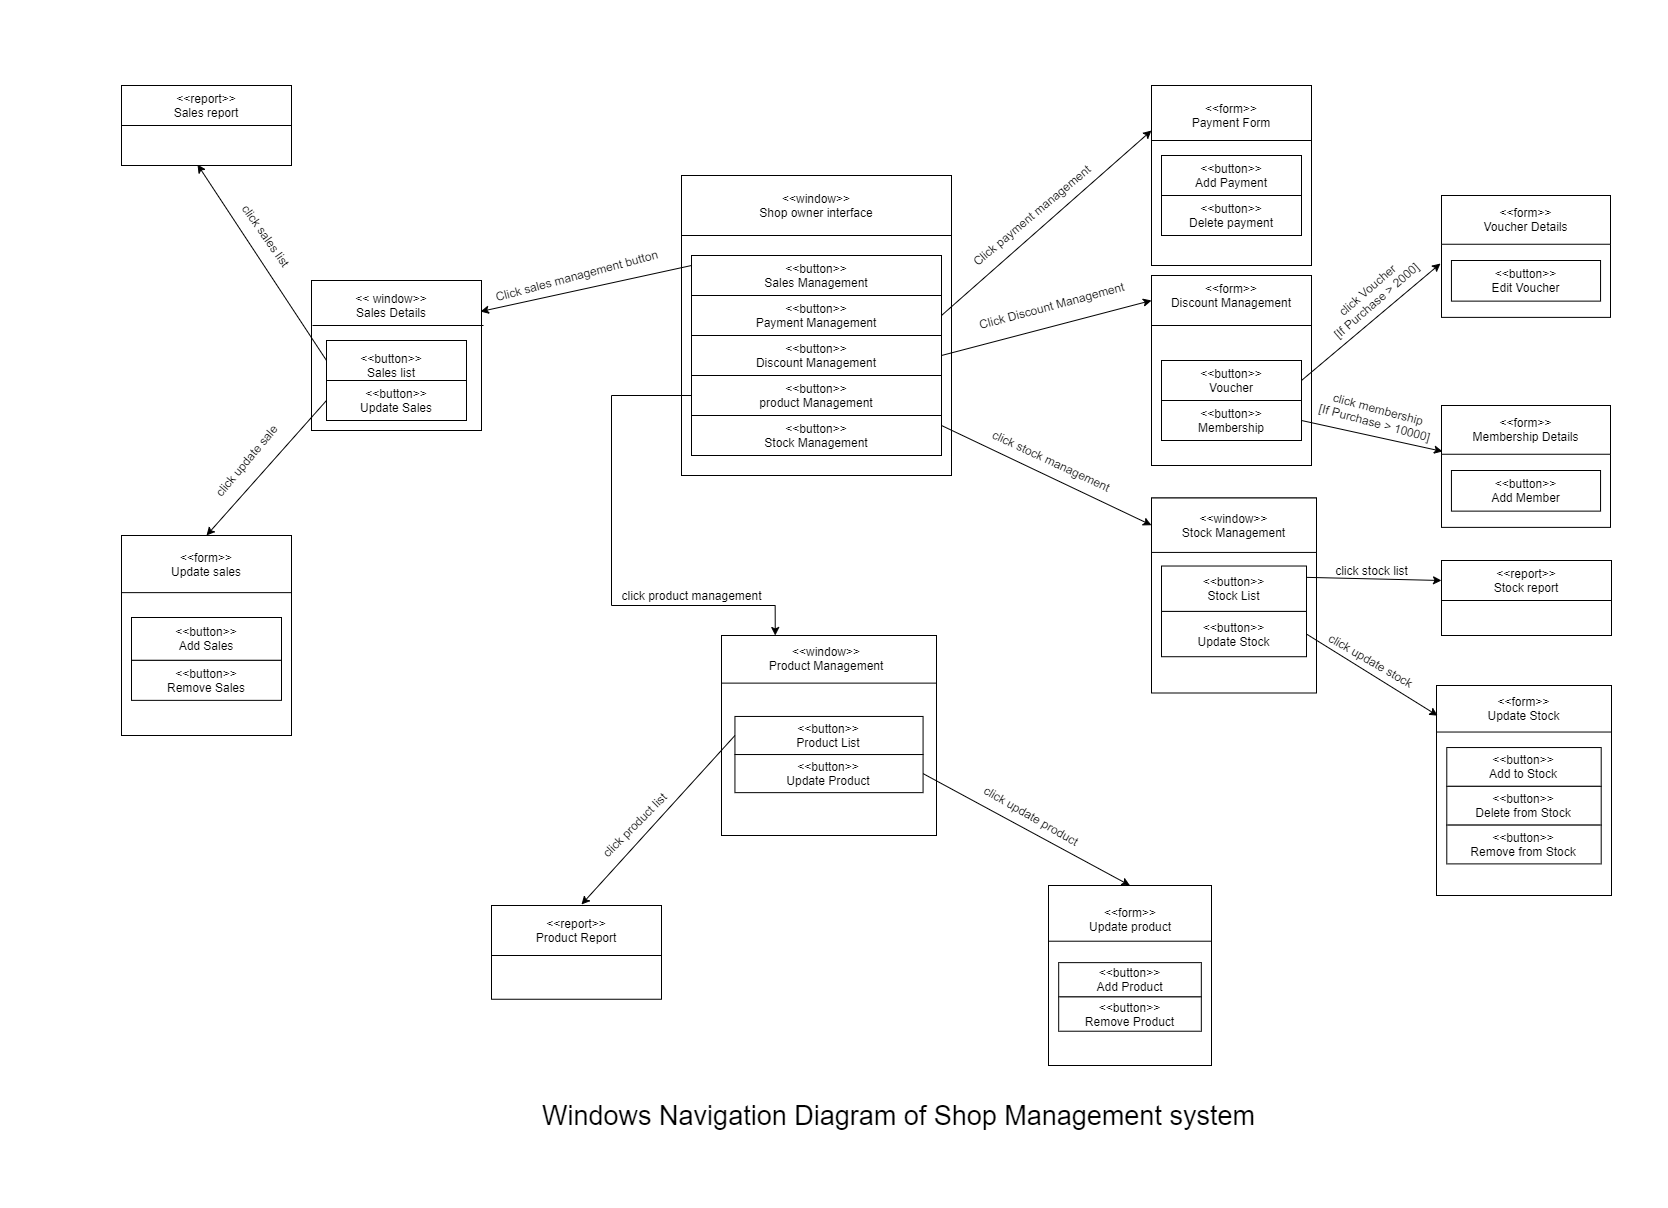 <<report>>
Sales report
click sales list
<< window>>
Sales Details
<<button>>
Sales list
<<button>>
Update Sales
click update sale
<<form>>
Update sales
<<button>>
Add Sales
<<button>>
Remove Sales
Click sales management button
<<window>>
Shop owner interface
<<button>>
Sales Management
<<button>>
Payment Management
<<button>>
Discount Management
<<button>>
product Management
<<button>>
Stock Management
Click payment management
<<form>>
Payment Form
<<button>>
Add Payment
<<button>>
Delete payment
Click Discount Management
<<form>>
Discount Management
<<button>>
Voucher
<<button>>
Membership
click Voucher
[If Purchase > 2000]
<<form>>
Voucher Details
<<button>>
Edit Voucher
click membership
[If Purchase > 10000]
<<form>>
Membership Details
<<button>>
Add Member
click stock management
<<window>>
Stock Management
<<button>>
Stock List
<<button>>
Update Stock
click stock list
<<report>>
Stock report
click update stock
<<form>>
Update Stock
<<button>>
Add to Stock
<<button>>
Delete from Stock
<<button>>
Remove from Stock
click product management
<<window>>
Product Management
<<button>>
Product List
<<button>>
Update Product
click product list
<<report>>
Product Report
click update product
<<form>>
Update product
<<button>>
Add Product
<<button>>
Remove Product
Windows Navigation Diagram of Shop Management system